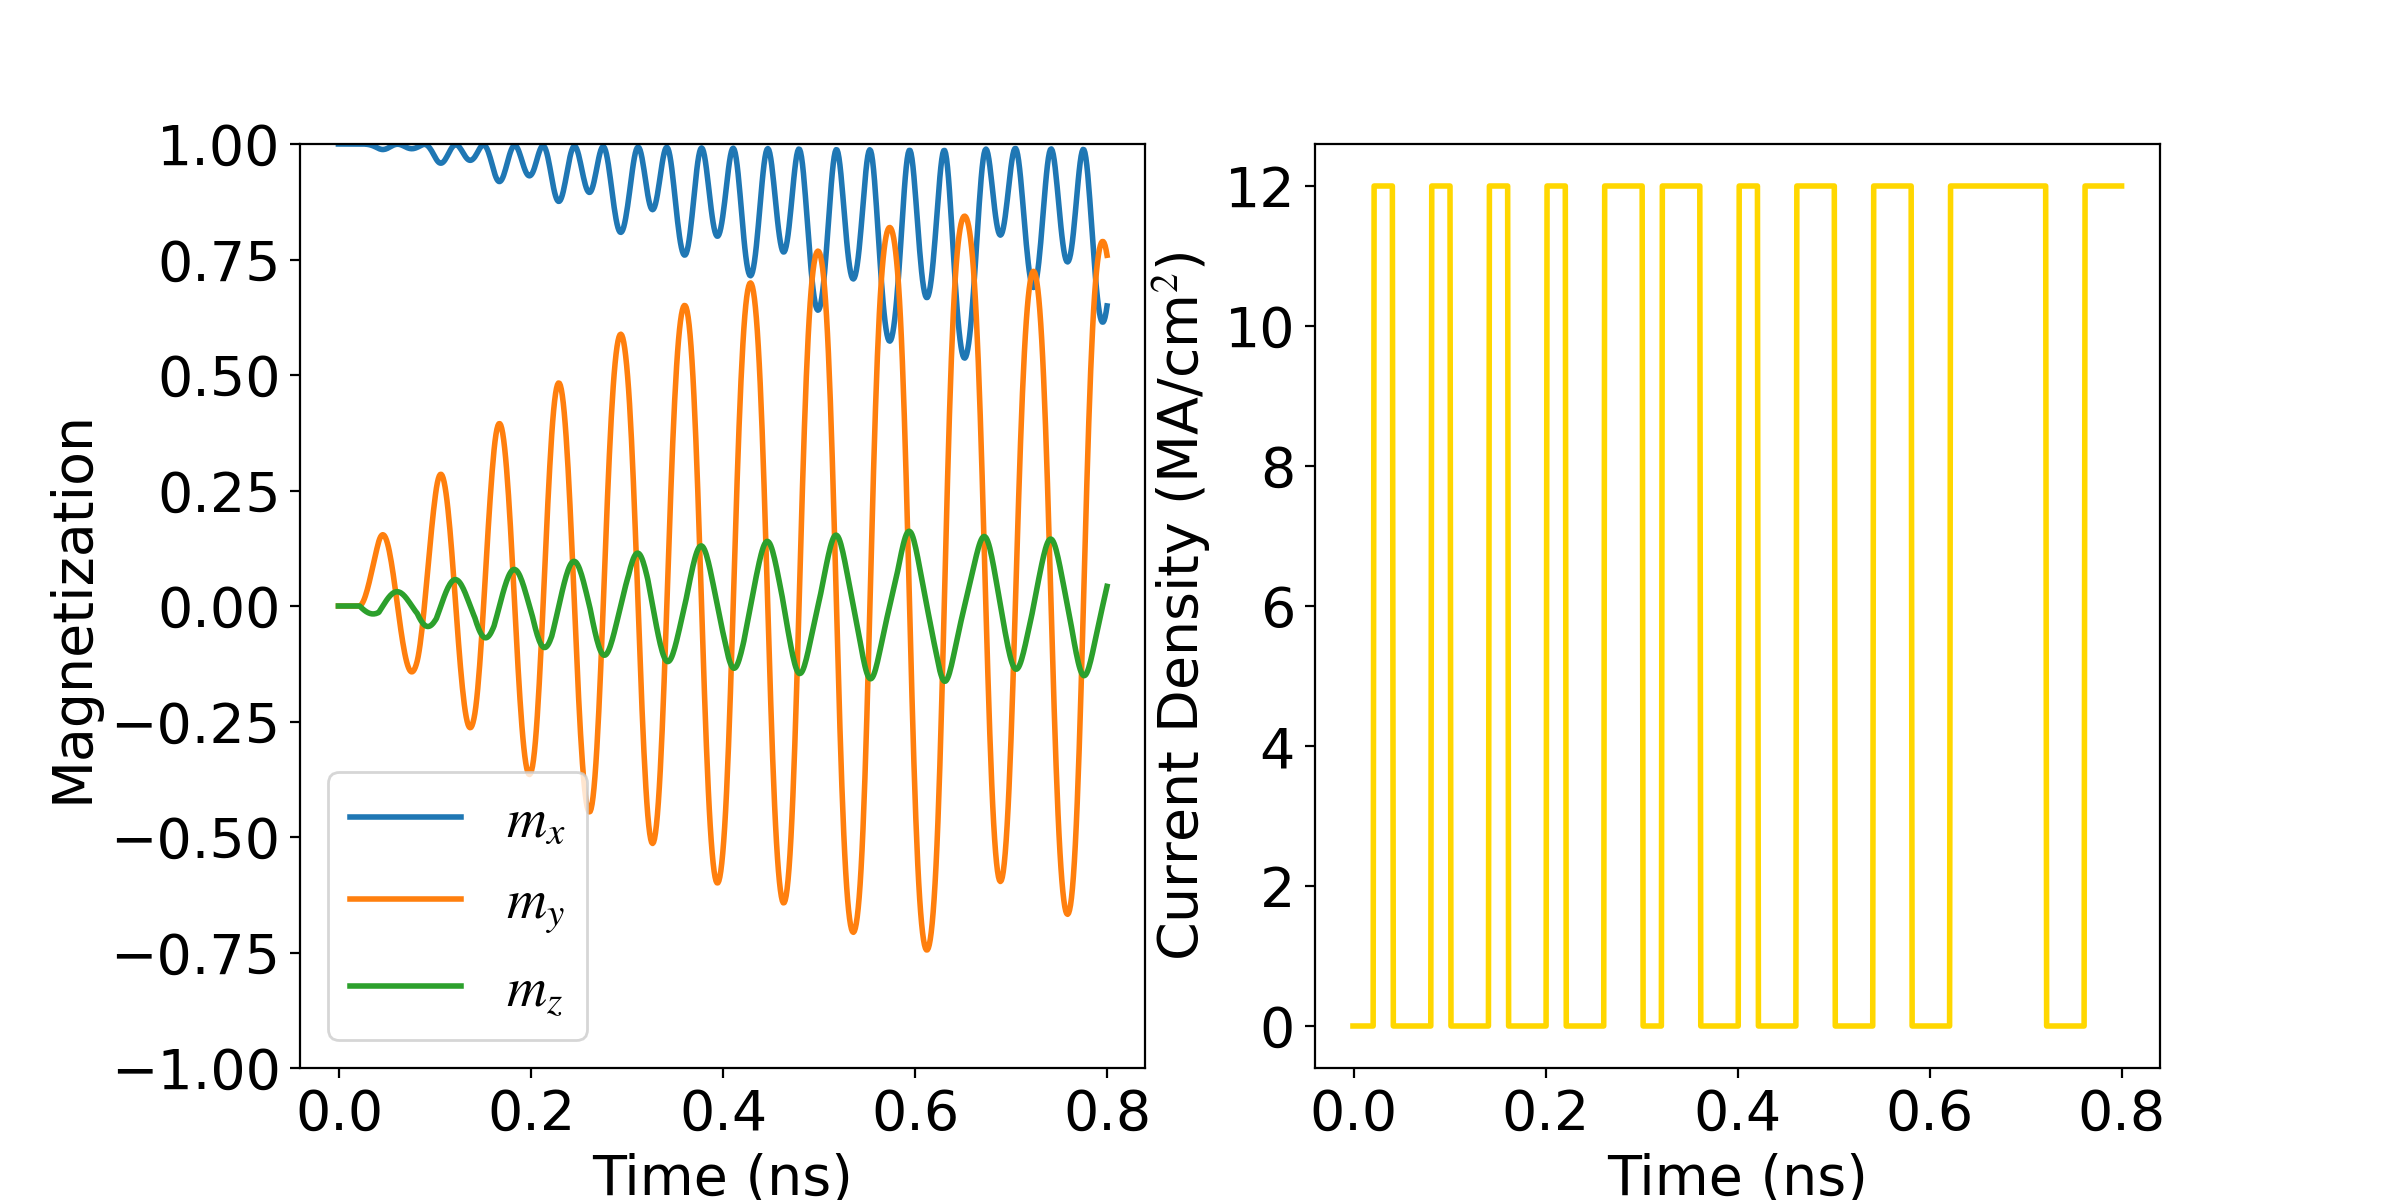 Magnetization
1.00
0.75
0.50
0.25
0.00
−0.25
−0.50
−0.75
−1.00
m_x
m_y
m_z
0.0 0.2 0.4 0.6 0.8
Time (ns)
Current Density (MA/cm²)
12
10
8
6
4
2
0
0.0 0.2 0.4 0.6 0.8
Time (ns)